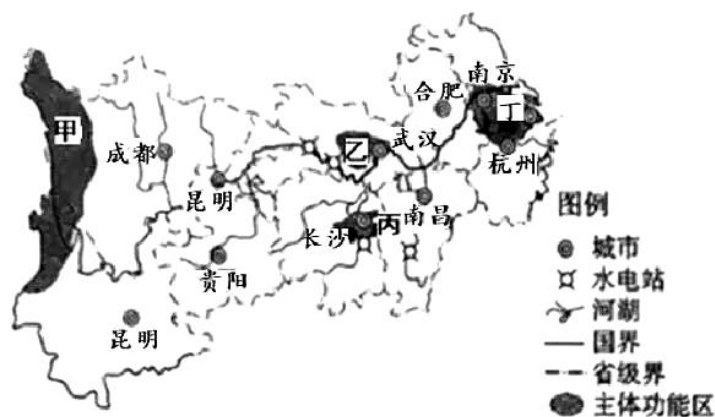 南京
合肥
丁
甲
乙
武汉
成都
杭州
昆明
南昌
图例
长沙
丙
城市
贵阳
水电站
河湖
昆明
国界
省级界
主体功能区